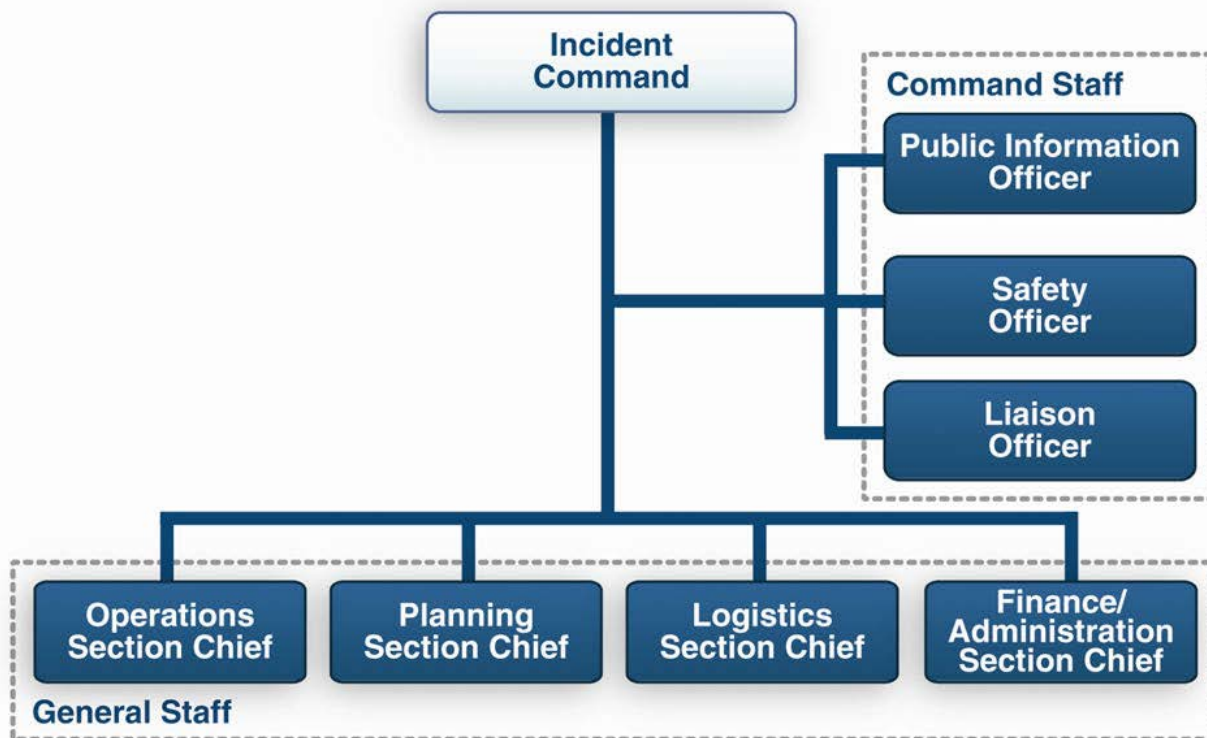 Incident
Command
Command Staff
Public Information
Officer
Safety
Officer
Liaison
Officer
Operations
Section Chief
Planning
Section Chief
Logistics
Section Chief
Finance/
Administration
Section Chief
General Staff